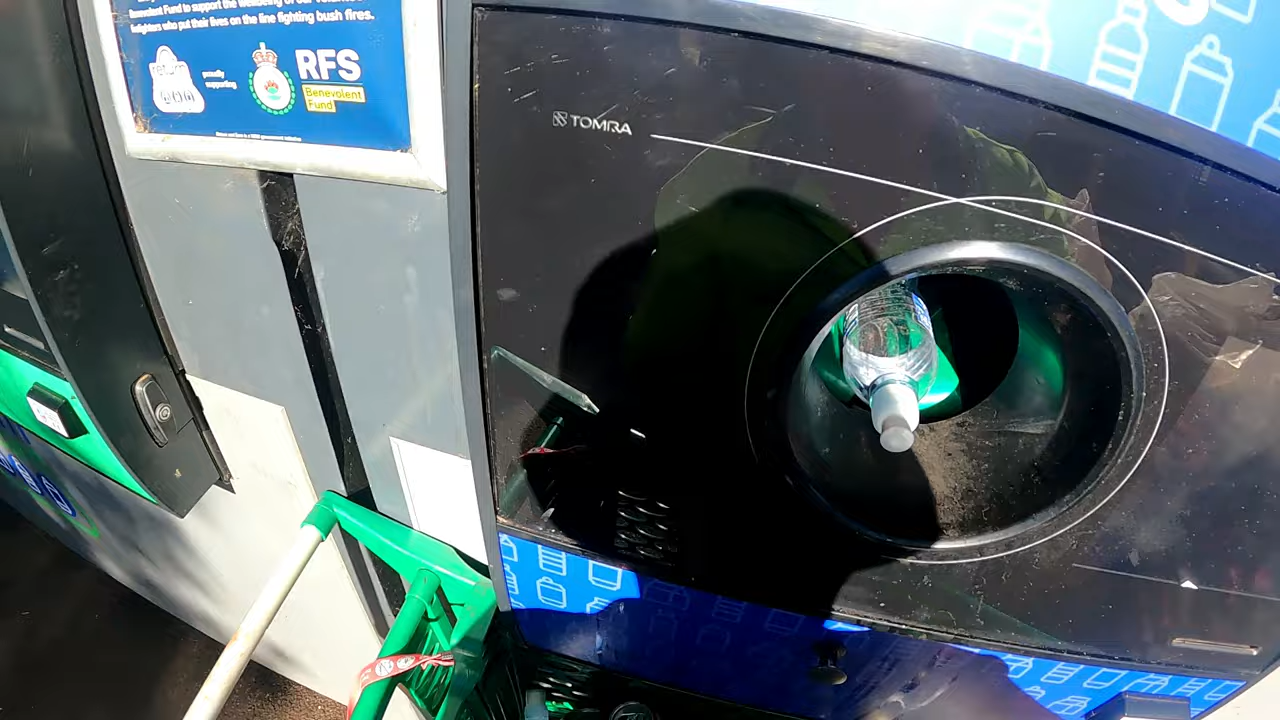 Benevolent Fund to support the wellbeing of our volunteer
firefighters who put their lives on the line fighting bush fires.
proudly
supporting
RFS
Benevolent
Fund
TOMRA